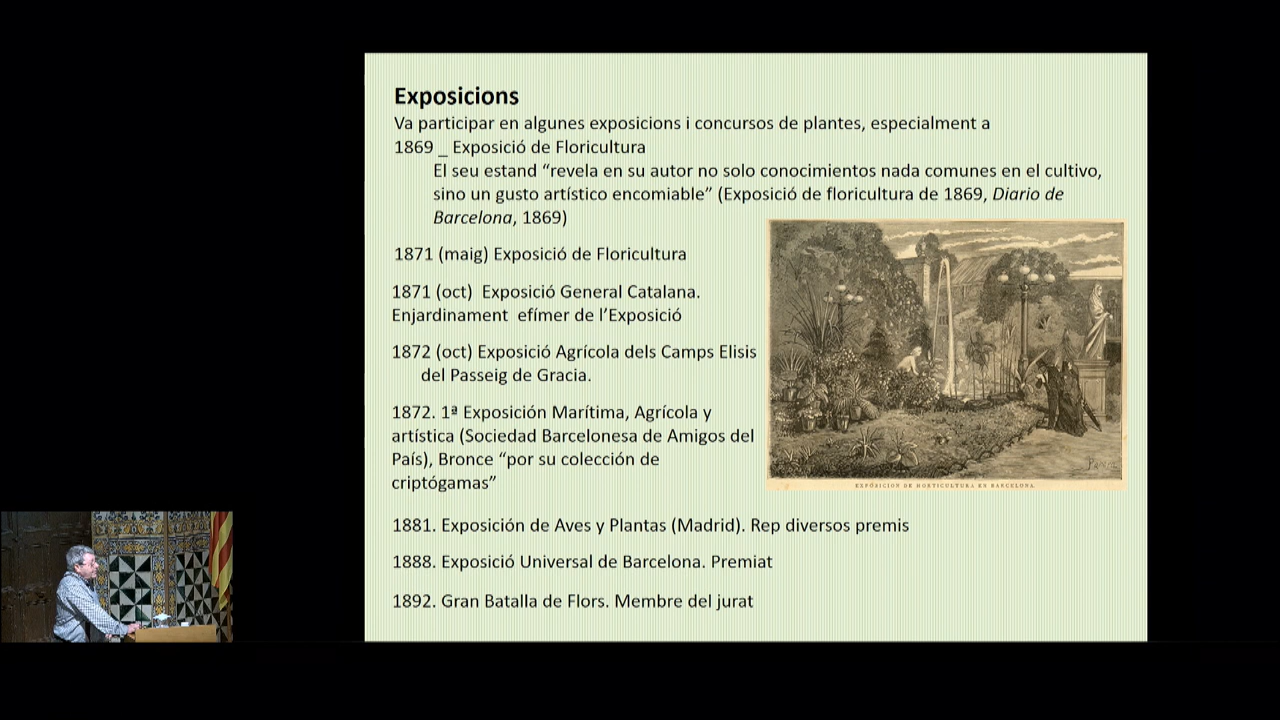 Exposicions
Va participar en algunes exposicions i concursos de plantes, especialment a
1869 _ Exposició de Floricultura
El seu estand “revela en su autor no solo conocimientos nada comunes en el cultivo,
sino un gusto artístico encomiable” (Exposició de floricultura de 1869, Diario de
Barcelona, 1869)
1871 (maig) Exposició de Floricultura
1871 (oct)  Exposició General Catalana.
Enjardinament  efímer de l’Exposició
1872 (oct) Exposició Agrícola dels Camps Elisis
del Passeig de Gracia.
1872. 1ª Exposición Marítima, Agrícola y
artística (Sociedad Barcelonesa de Amigos del
País), Bronce “por su colección de
criptógamas”
EXPOSICION DE HORTICULTURA EN BARCELONA.
1881. Exposición de Aves y Plantas (Madrid). Rep diversos premis
1888. Exposició Universal de Barcelona. Premiat
1892. Gran Batalla de Flors. Membre del jurat